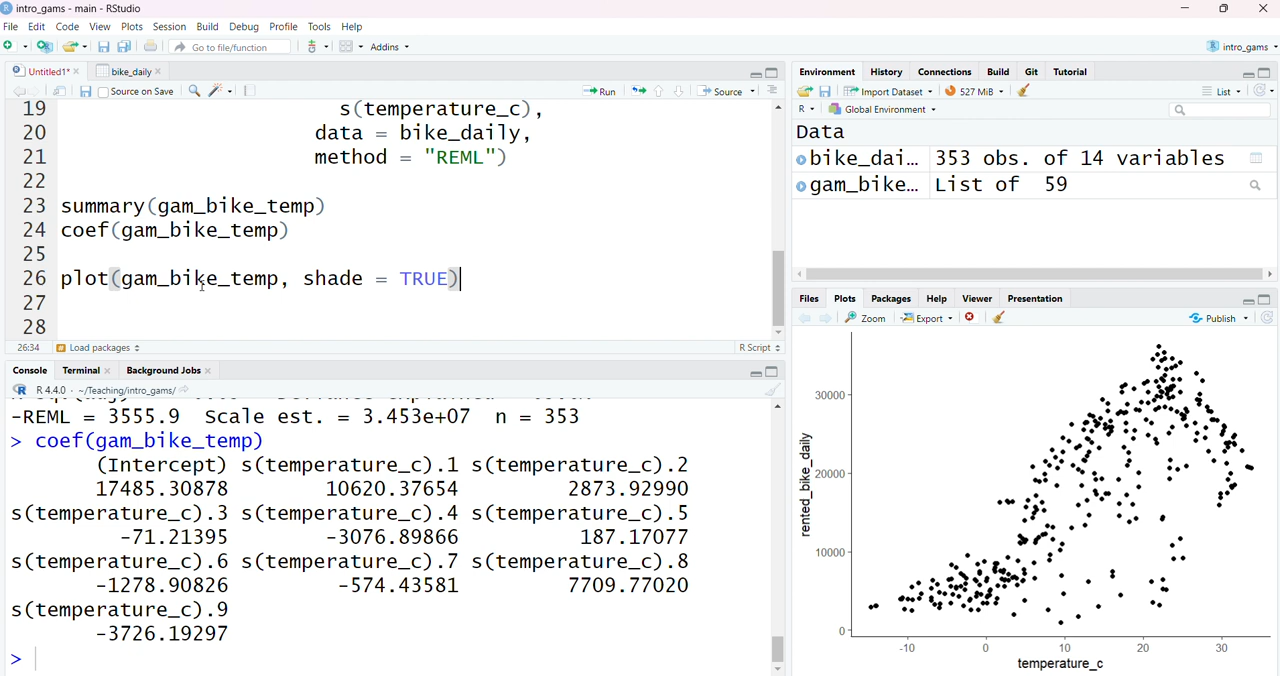 intro_gams - main - RStudio
File Edit Code View Plots Session Build Debug Profile Tools Help
Go to file/function Addins intro_gams
Untitled1* bike_daily
Source on Save Run Source
19 s(temperature_c),
20 data = bike_daily,
21 method = "REML")
22
23 summary(gam_bike_temp)
24 coef(gam_bike_temp)
25
26 plot(gam_bike_temp, shade = TRUE)
27
28
26:34 Load packages R Script
Console Terminal Background Jobs
R 4.4.0 · ~/Teaching/intro_gams/
-REML = 3555.9 Scale est. = 3.453e+07 n = 353
> coef(gam_bike_temp)
(Intercept) s(temperature_c).1 s(temperature_c).2
17485.30878 10620.37654 2873.92990
s(temperature_c).3 s(temperature_c).4 s(temperature_c).5
-71.21395 -3076.89866 187.17077
s(temperature_c).6 s(temperature_c).7 s(temperature_c).8
-1278.90826 -574.43581 7709.77020
s(temperature_c).9
-3726.19297
>
Environment History Connections Build Git Tutorial
Import Dataset 527 MiB List
R Global Environment
Data
bike_dai... 353 obs. of 14 variables
gam_bike... List of 59
Files Plots Packages Help Viewer Presentation
Zoom Export Publish
30000
20000
10000
0
rented_bike_daily
-10 0 10 20 30
temperature_c